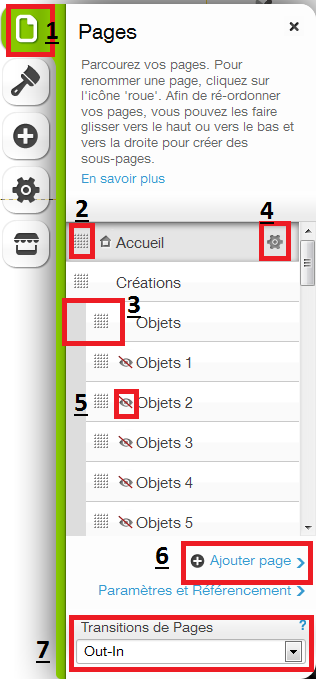 1
Pages
×
Parcourez vos pages. Pour
renommer une page, cliquez sur
l'icône 'roue'. Afin de ré-ordonner
vos pages, vous pouvez les faire
glisser vers le haut ou vers le bas et
vers la droite pour créer des
sous-pages.
En savoir plus
2
4
Accueil
Créations
3
Objets
Objets 1
5
Objets 2
Objets 3
Objets 4
Objets 5
6
Ajouter page
Paramètres et Référencement
Transitions de Pages ?
7
Out-In